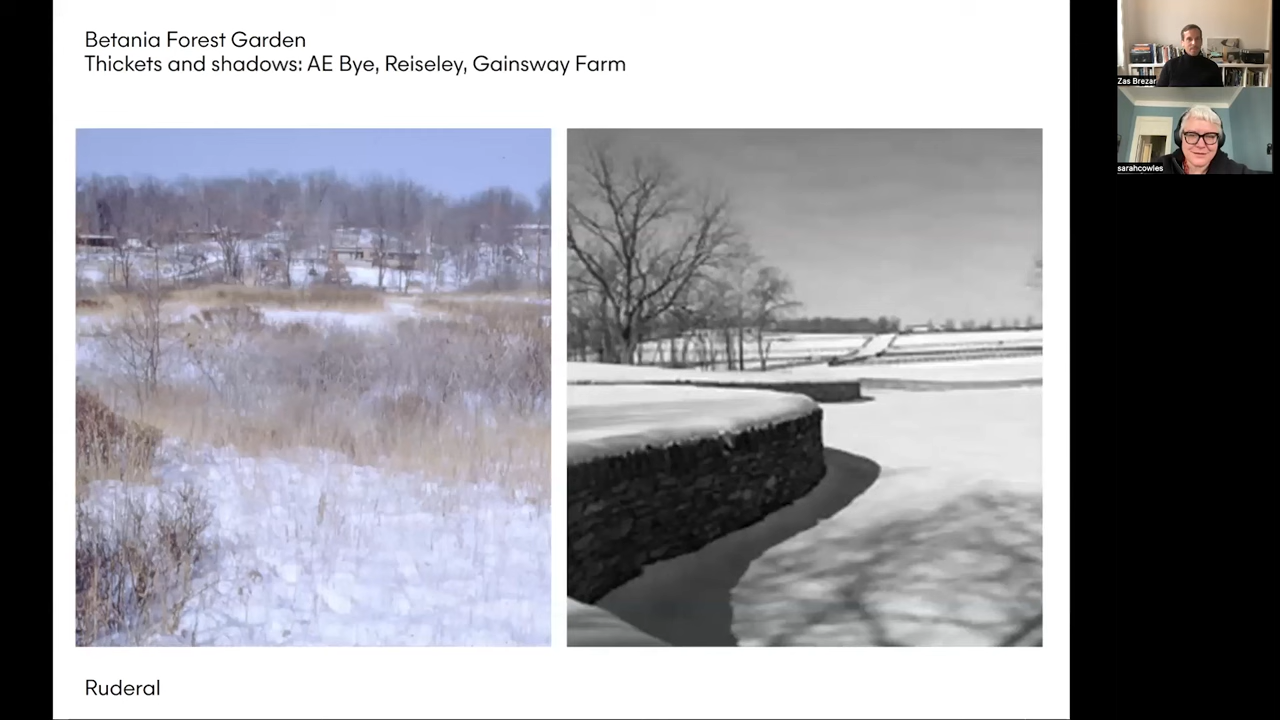 Betania Forest Garden
Thickets and shadows: AE Bye, Reiseley, Gainsway Farm
Zas Brezar
sarahcowles
Ruderal